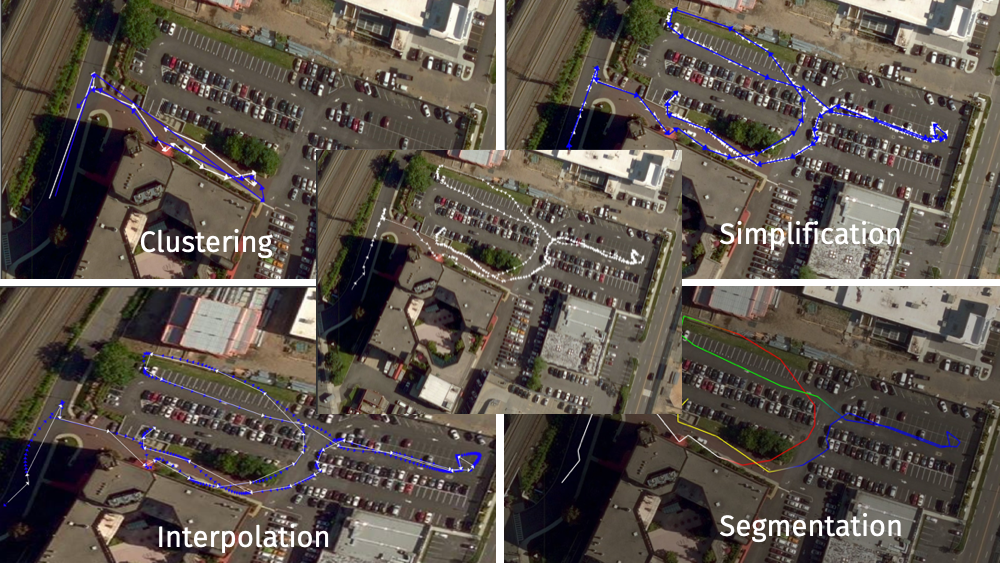 Clustering
Simplification
Interpolation
Segmentation